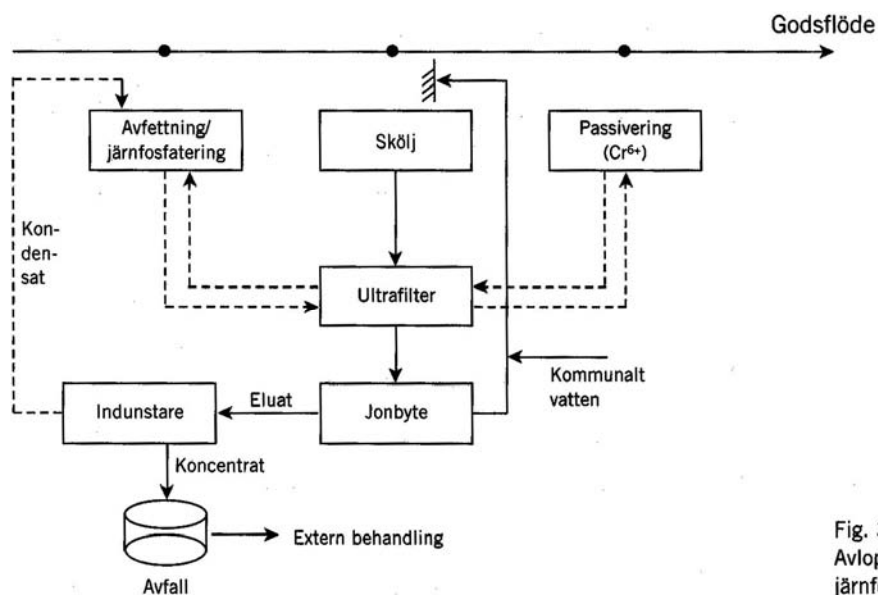 Godsflöde
Avfettning/
järnfosfatering
Skölj
Passivering
(Cr⁶⁺)
Kon-
den-
sat
Ultrafilter
Kommunalt
vatten
Indunstare
Eluat
Jonbyte
Koncentrat
Extern behandling
Avfall
Fig.
Avlop
järnf